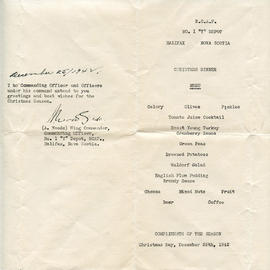 R.C.A.F.
NO. 1 "Y" DEPOT
HALIFAX NOVA SCOTIA
December 25/1942.
CHRISTMAS DINNER
MENU
The Commanding Officer and Officers
under his command extend to you
greetings and best wishes for the
Christmas Season.
(A. Wilson) Wing Commander,
Commanding Officer,
No. 1 "Y" Depot, RCAF,
Halifax, Nova Scotia.
Celery Olives Pickles
Tomato Juice Cocktail
Roast Young Turkey
Cranberry Sauce
Green Peas
Browned Potatoes
Waldorf Salad
English Plum Pudding
Brandy Sauce
Cheese Mixed Nuts Fruit
Beer Coffee
COMPLIMENTS OF THE SEASON
Christmas Day, December 25th, 1942